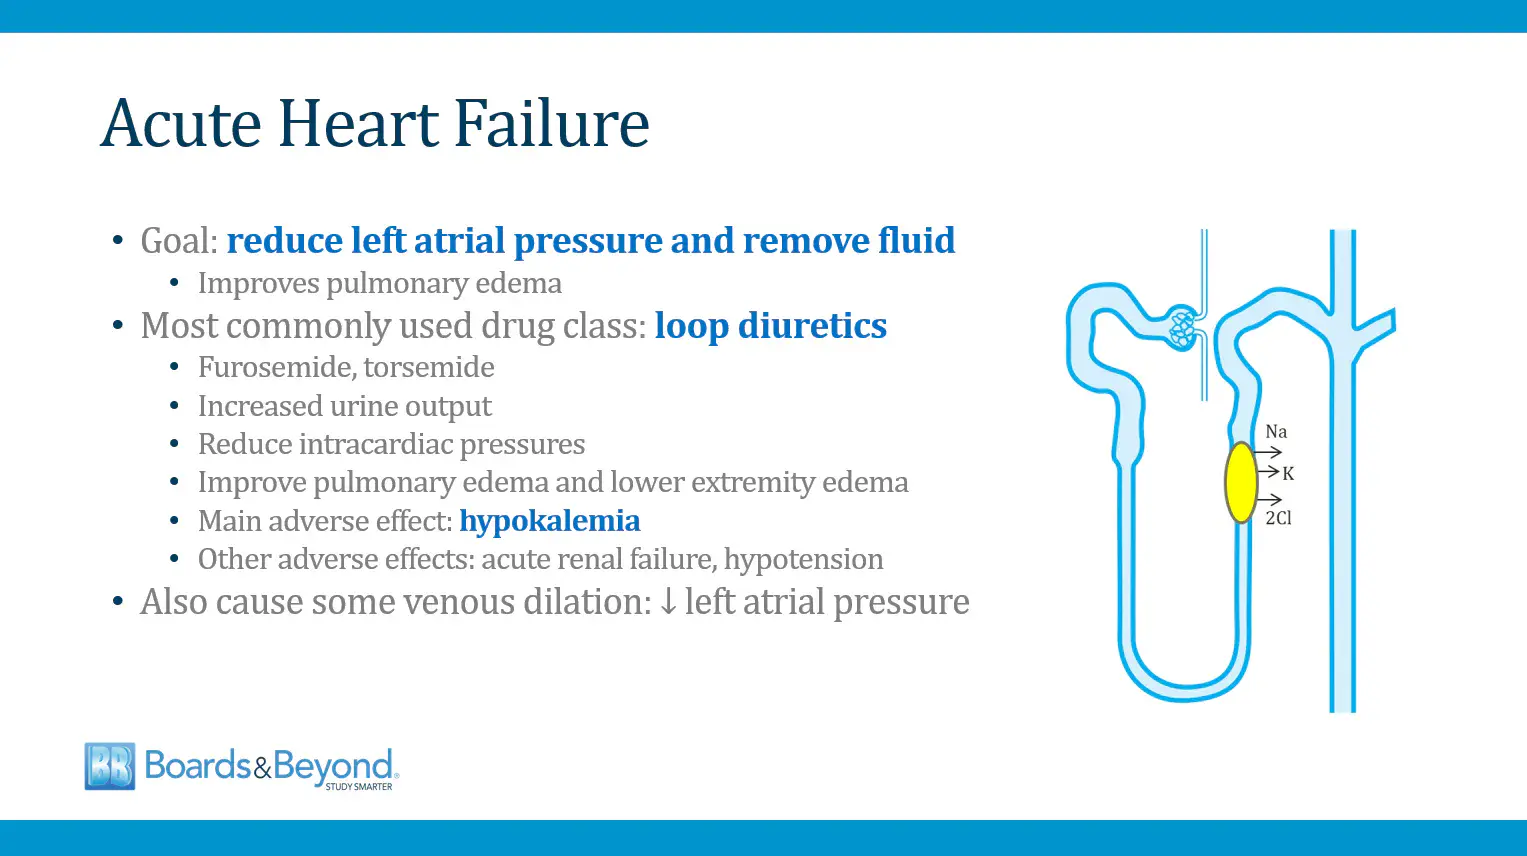 Acute Heart Failure
• Goal: reduce left atrial pressure and remove fluid
• Improves pulmonary edema
• Most commonly used drug class: loop diuretics
• Furosemide, torsemide
• Increased urine output
• Reduce intracardiac pressures
• Improve pulmonary edema and lower extremity edema
• Main adverse effect: hypokalemia
• Other adverse effects: acute renal failure, hypotension
• Also cause some venous dilation: ↓ left atrial pressure
Na
K
2Cl
BB
Boards&Beyond®
STUDY SMARTER